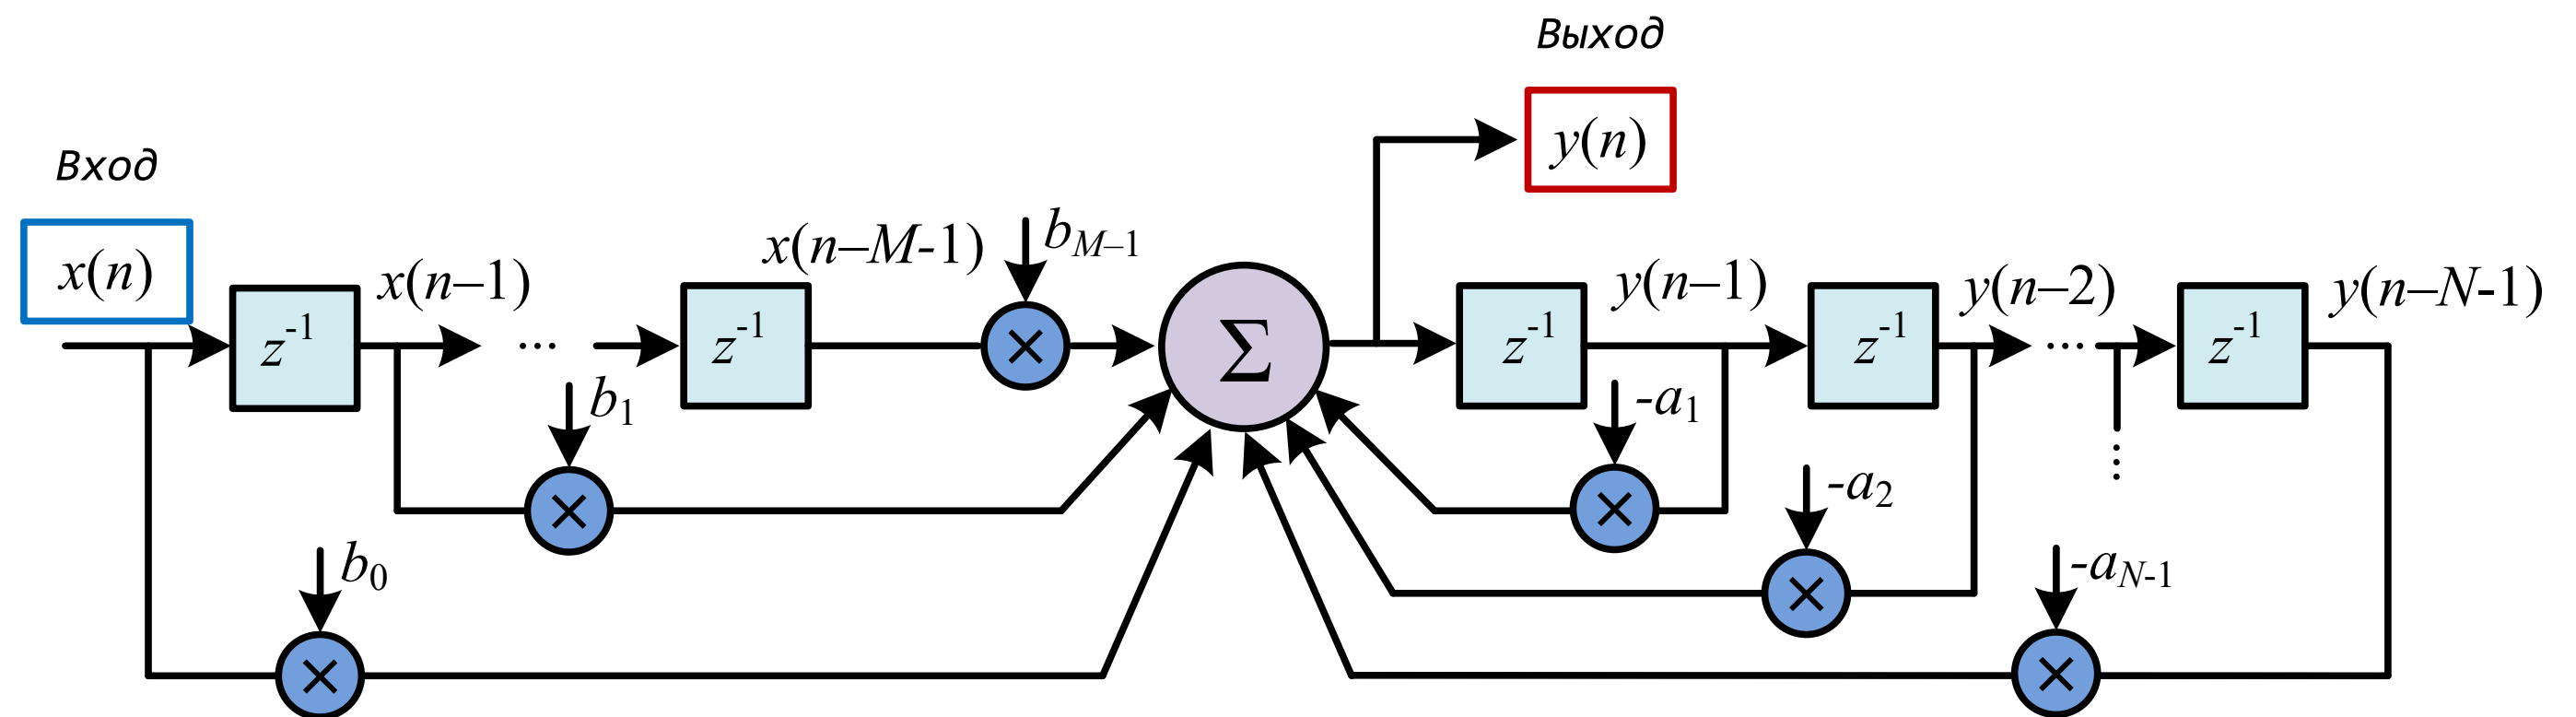 Выход
y(n)
Вход
x(n)
x(n–1)
x(n–M-1)
b_{M–1}
y(n–1)
y(n–2)
y(n–N-1)
z^{-1}
...
z^{-1}
×
Σ
z^{-1}
z^{-1}
...
z^{-1}
b_1
-a_1
×
×
-a_2
×
b_0
-a_{N-1}
×
×